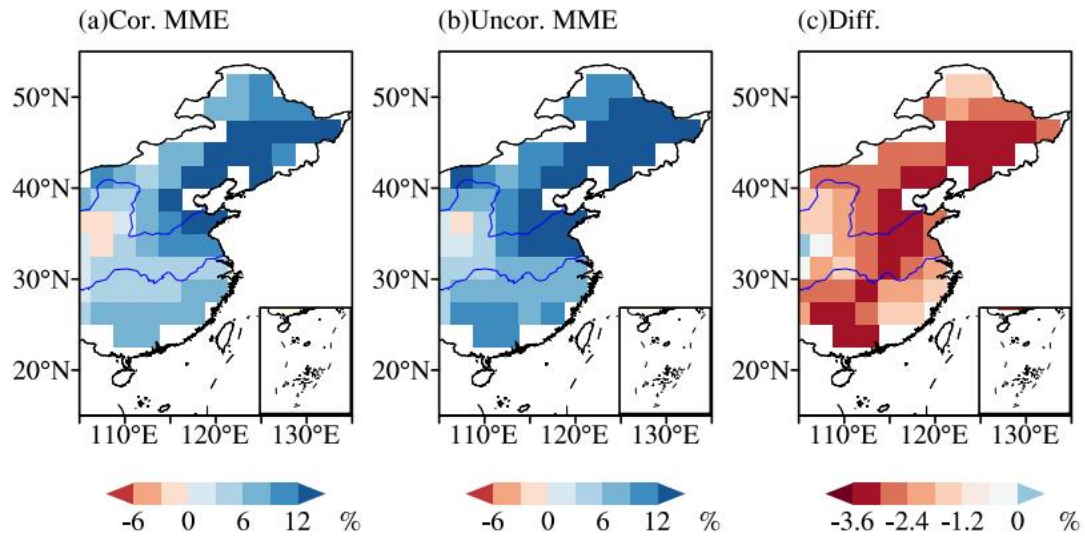 (a)Cor. MME (b)Uncor. MME (c)Diff.
50°N 50°N 50°N
40°N 40°N 40°N
30°N 30°N 30°N
20°N 20°N 20°N
110°E 120°E 130°E 110°E 120°E 130°E 110°E 120°E 130°E
-6 0 6 12 % -6 0 6 12 % -3.6 -2.4 -1.2 0 %